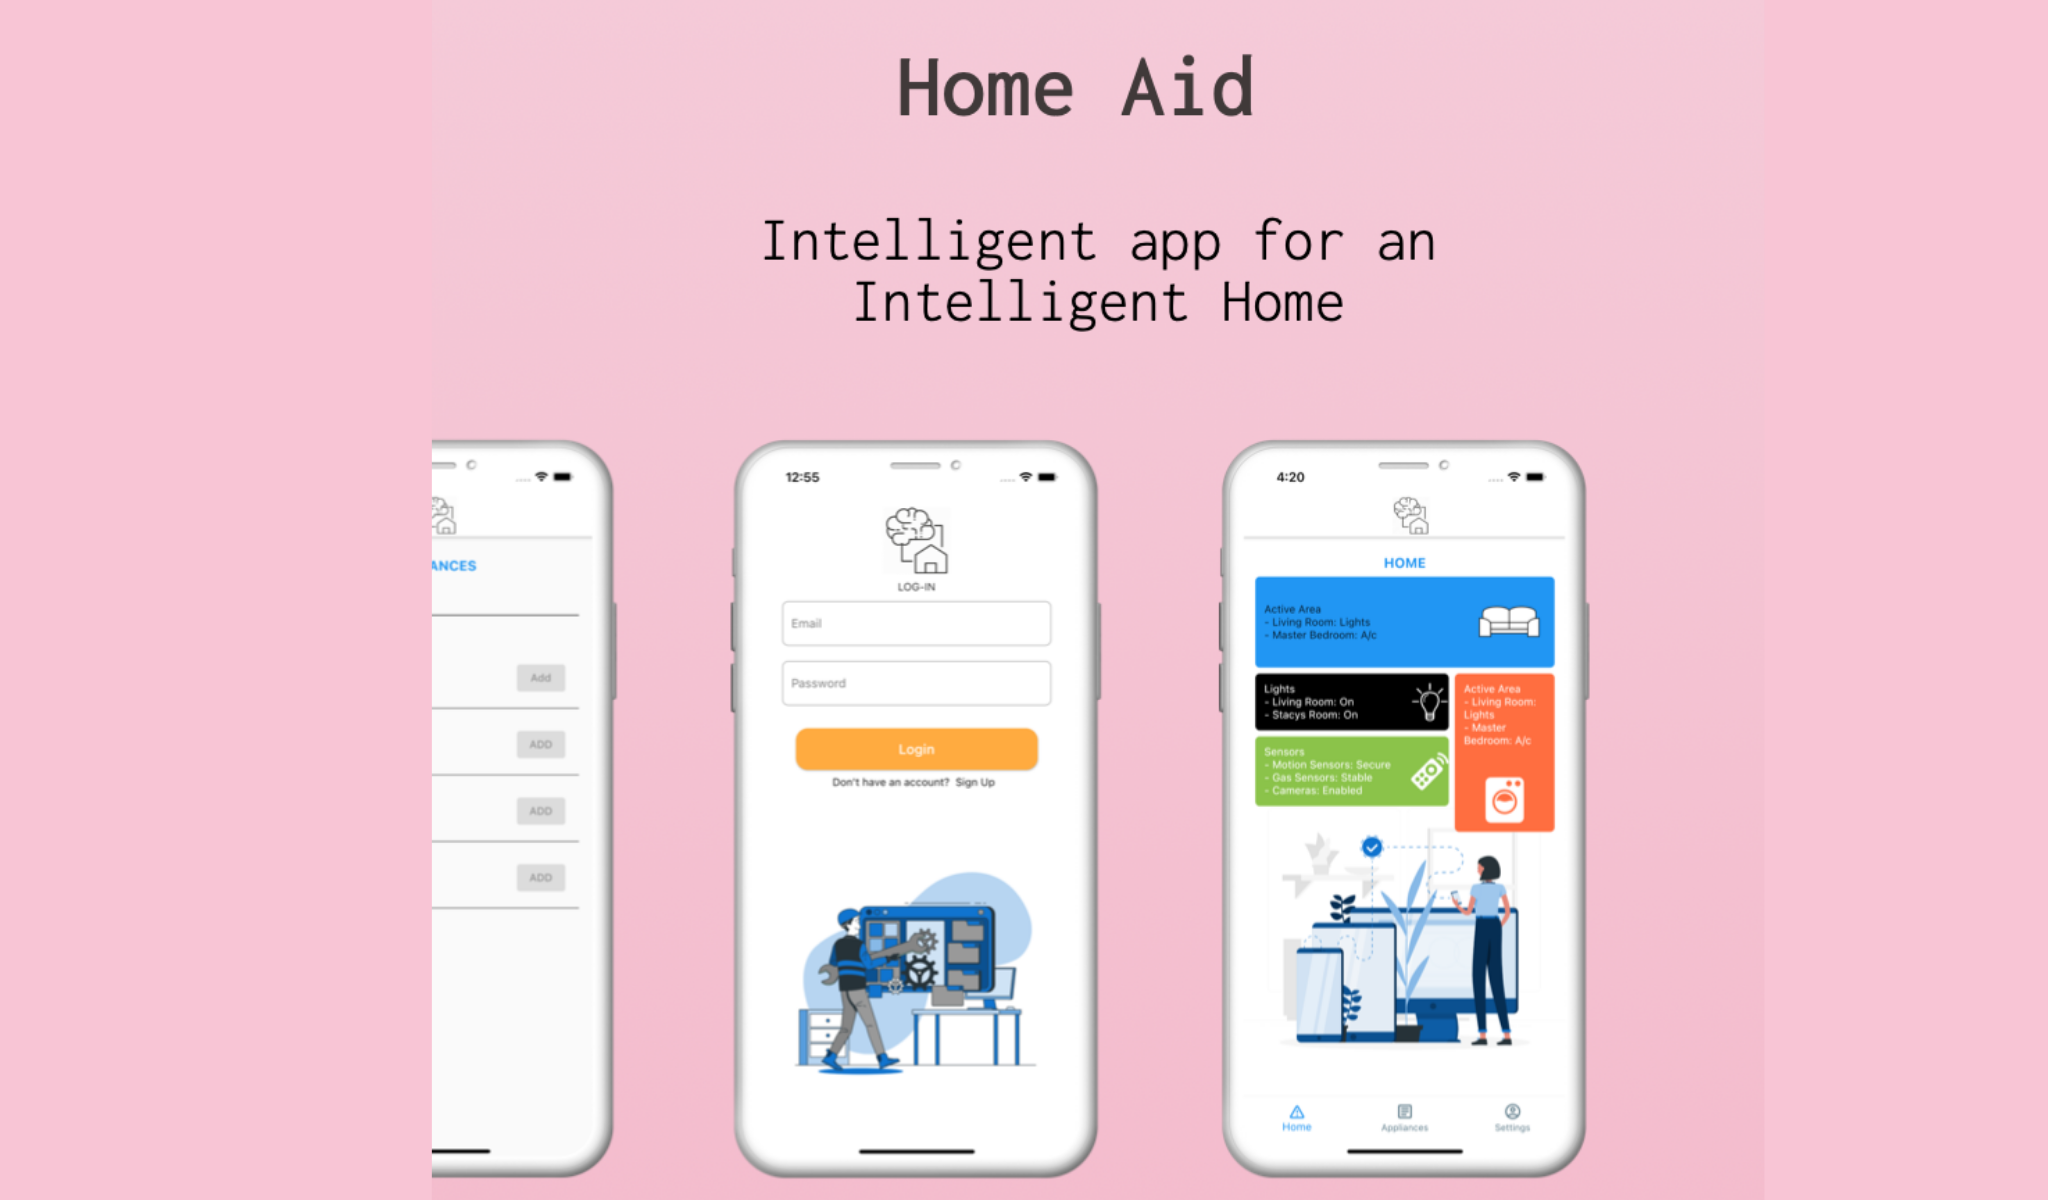 Home Aid
Intelligent app for an
Intelligent Home
ANCES
Add
ADD
ADD
ADD
12:55
LOG-IN
Email
Password
Login
Don't have an account? Sign Up
4:20
HOME
Active Area
- Living Room: Lights
- Master Bedroom: A/c
Lights
- Living Room: On
- Stacys Room: On
Active Area
- Living Room:
Lights
- Master
Bedroom: A/c
Sensors
- Motion Sensors: Secure
- Gas Sensors: Stable
- Cameras: Enabled
Home
Appliances
Settings